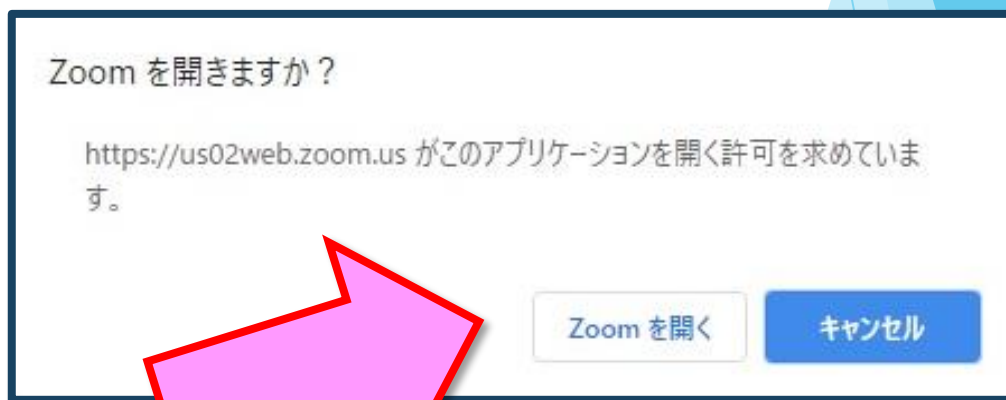 Zoom を開きますか？
https://us02web.zoom.us がこのアプリケーションを開く許可を求めていま
す。
Zoom を開く
キャンセル